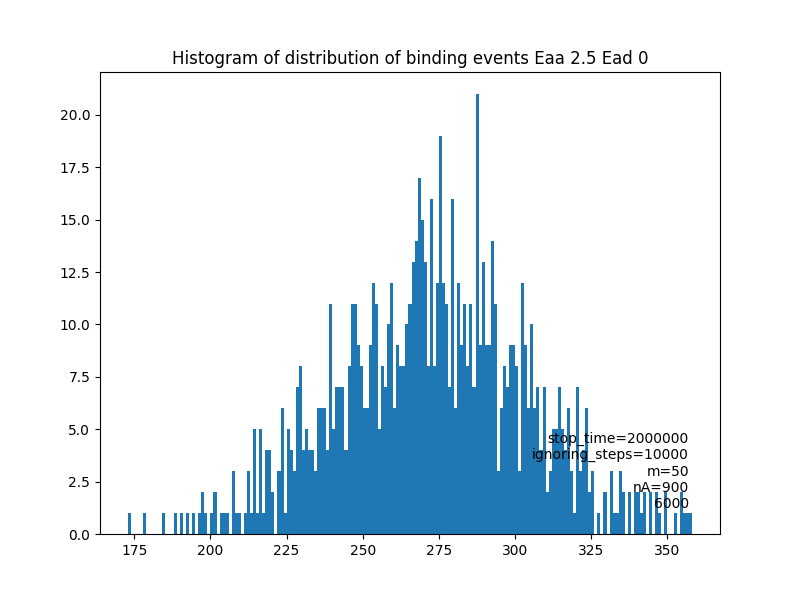 Histogram of distribution of binding events Eaa 2.5 Ead 0
20.0
17.5
15.0
12.5
10.0
7.5
5.0
2.5
0.0
stop_time=2000000
ignoring_steps=10000
m=50
nA=900
6000
175 200 225 250 275 300 325 350